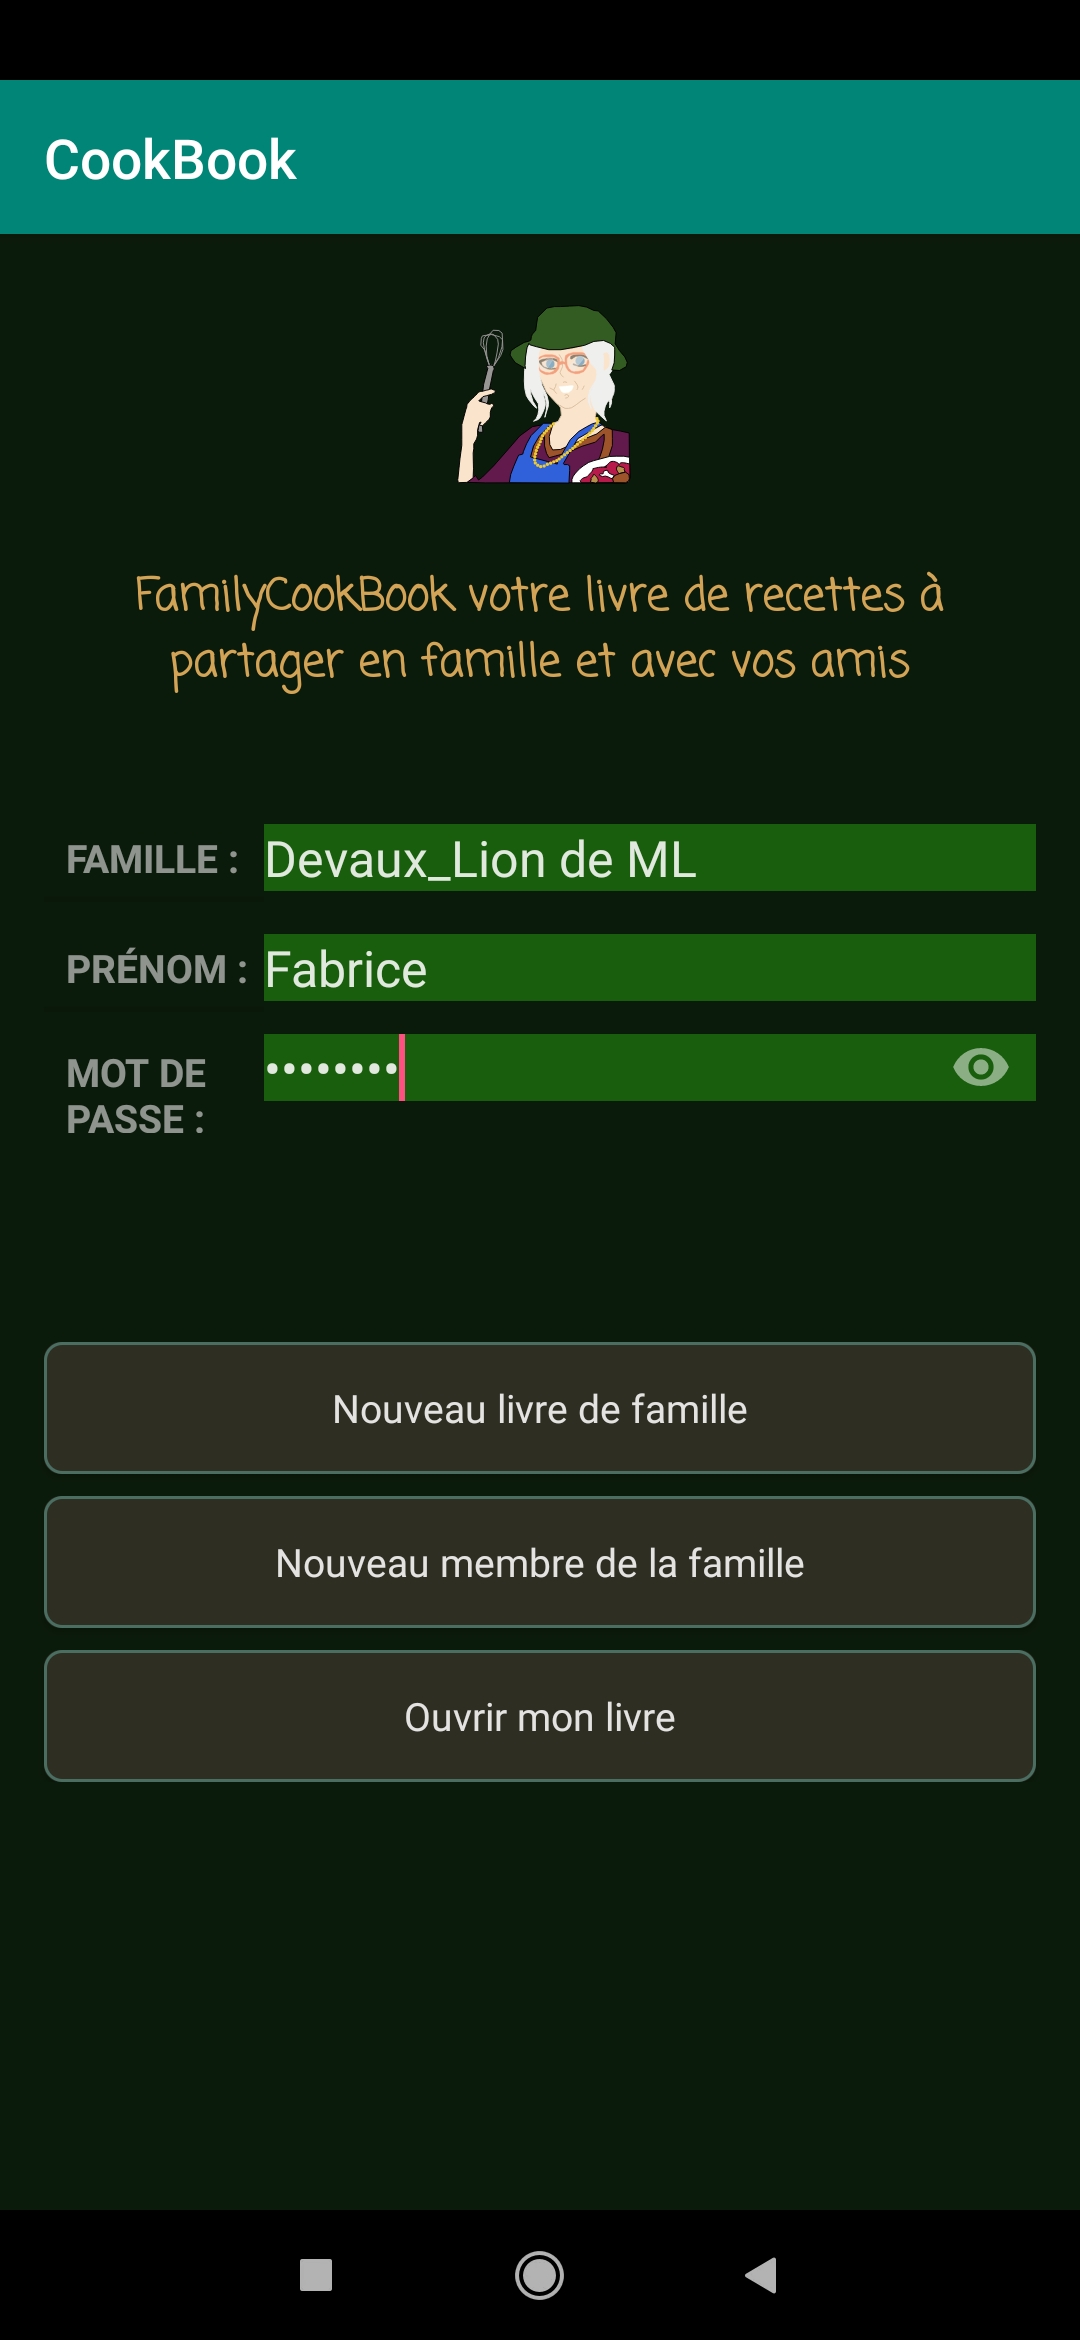 CookBook
FamilyCookBook votre livre de recettes à
partager en famille et avec vos amis
FAMILLE : Devaux_Lion de ML
PRÉNOM : Fabrice
MOT DE
PASSE :
••••••••
Nouveau livre de famille
Nouveau membre de la famille
Ouvrir mon livre